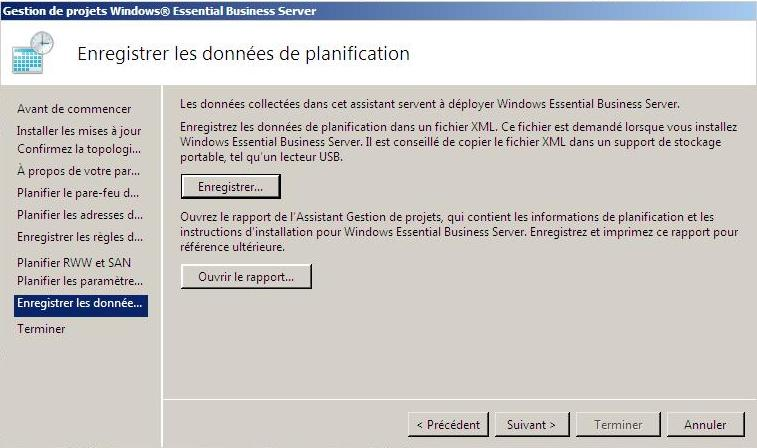 Gestion de projets Windows® Essential Business Server
Enregistrer les données de planification
Avant de commencer
Installer les mises à jour
Confirmez la topologi...
À propos de votre par...
Planifier le pare-feu d...
Planifier les adresses d...
Enregistrer les règles d...
Planifier RWW et SAN
Planifier les paramètre...
Enregistrer les donnée...
Terminer
Les données collectées dans cet assistant servent à déployer Windows Essential Business Server.
Enregistrez les données de planification dans un fichier XML. Ce fichier est demandé lorsque vous installez
Windows Essential Business Server. Il est conseillé de copier le fichier XML dans un support de stockage
portable, tel qu'un lecteur USB.
Enregistrer...
Ouvrez le rapport de l'Assistant Gestion de projets, qui contient les informations de planification et les
instructions d'installation pour Windows Essential Business Server. Enregistrez et imprimez ce rapport pour
référence ultérieure.
Ouvrir le rapport...
< Précédent
Suivant >
Terminer
Annuler